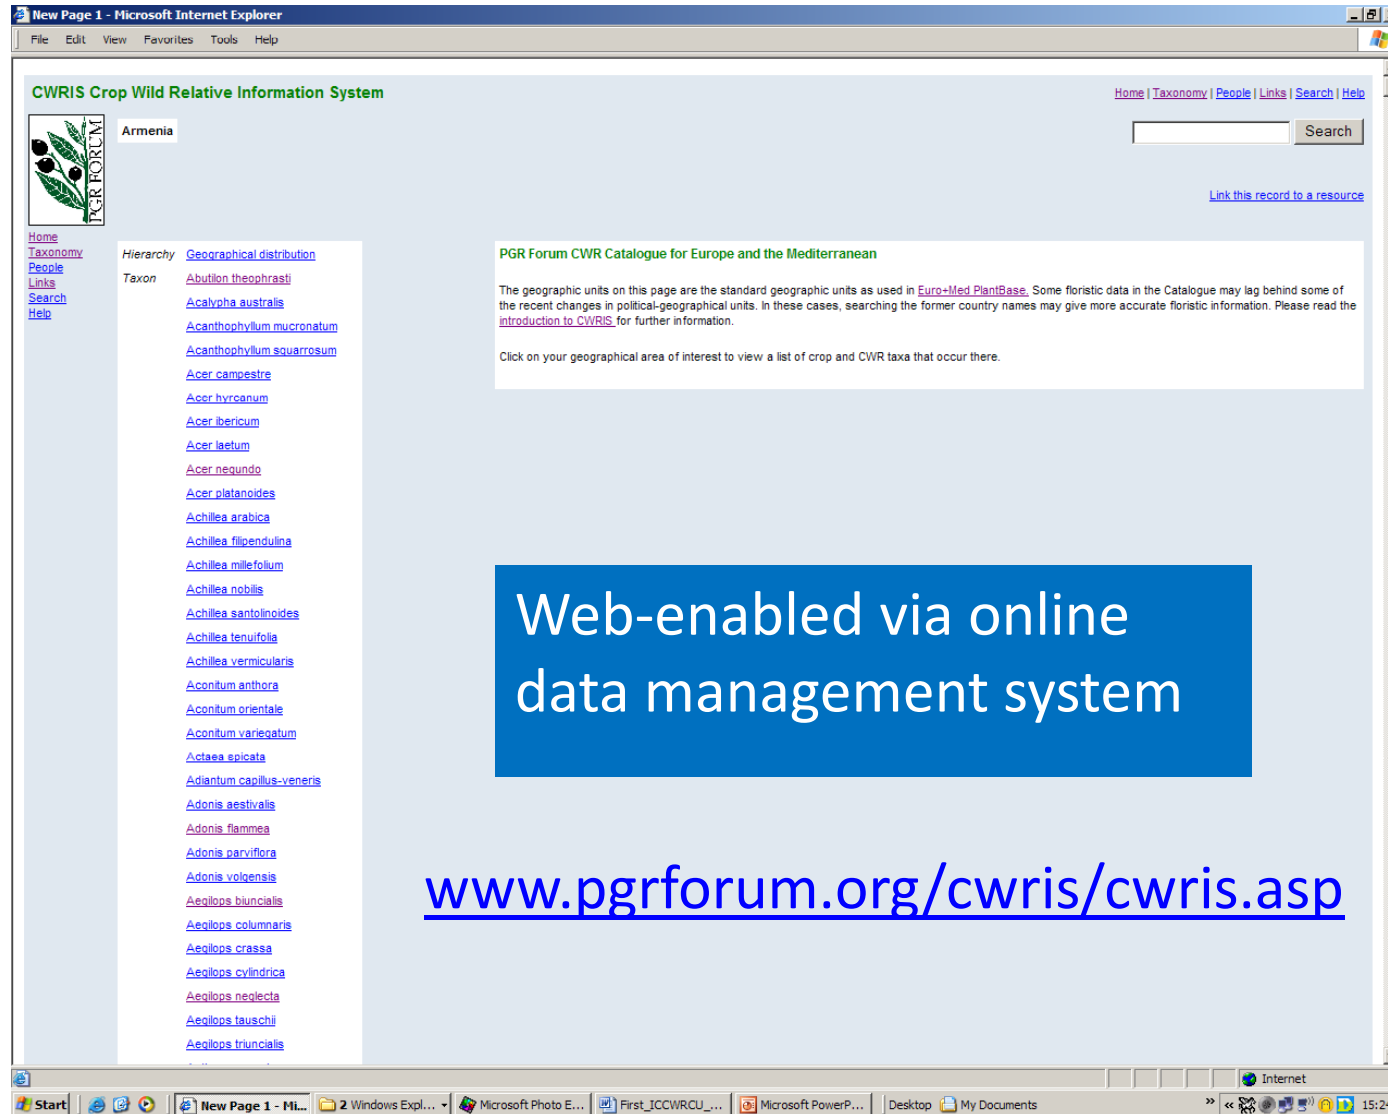 New Page 1 - Microsoft Internet Explorer
File Edit View Favorites Tools Help
CWRIS Crop Wild Relative Information System
Home | Taxonomy | People | Links | Search | Help
PGR FORUM
Armenia
Search
Link this record to a resource
Home
Taxonomy
People
Links
Search
Help
Hierarchy Geographical distribution
Taxon Abutilon theophrasti
Acalypha australis
Acanthophyllum mucronatum
Acanthophyllum squarrosum
Acer campestre
Acer hyrcanum
Acer ibericum
Acer laetum
Acer negundo
Acer platanoides
Achillea arabica
Achillea filipendulina
Achillea millefolium
Achillea nobilis
Achillea santolinoides
Achillea tenuifolia
Achillea vermicularis
Aconitum anthora
Aconitum orientale
Aconitum variegatum
Actaea spicata
Adiantum capillus-veneris
Adonis aestivalis
Adonis flammea
Adonis parviflora
Adonis volgensis
Aegilops biuncialis
Aegilops columnaris
Aegilops crassa
Aegilops cylindrica
Aegilops neglecta
Aegilops tauschii
Aegilops triuncialis
PGR Forum CWR Catalogue for Europe and the Mediterranean
The geographic units on this page are the standard geographic units as used in Euro+Med PlantBase. Some floristic data in the Catalogue may lag behind some of
the recent changes in political-geographical units. In these cases, searching the former country names may give more accurate floristic information. Please read the
introduction to CWRIS for further information.
Click on your geographical area of interest to view a list of crop and CWR taxa that occur there.
Web-enabled via online
data management system
www.pgrforum.org/cwris/cwris.asp
Internet
Start New Page 1 - Mi... 2 Windows Expl... Microsoft Photo E... First_ICCWRCU_... Microsoft PowerP... Desktop My Documents » « 15:24